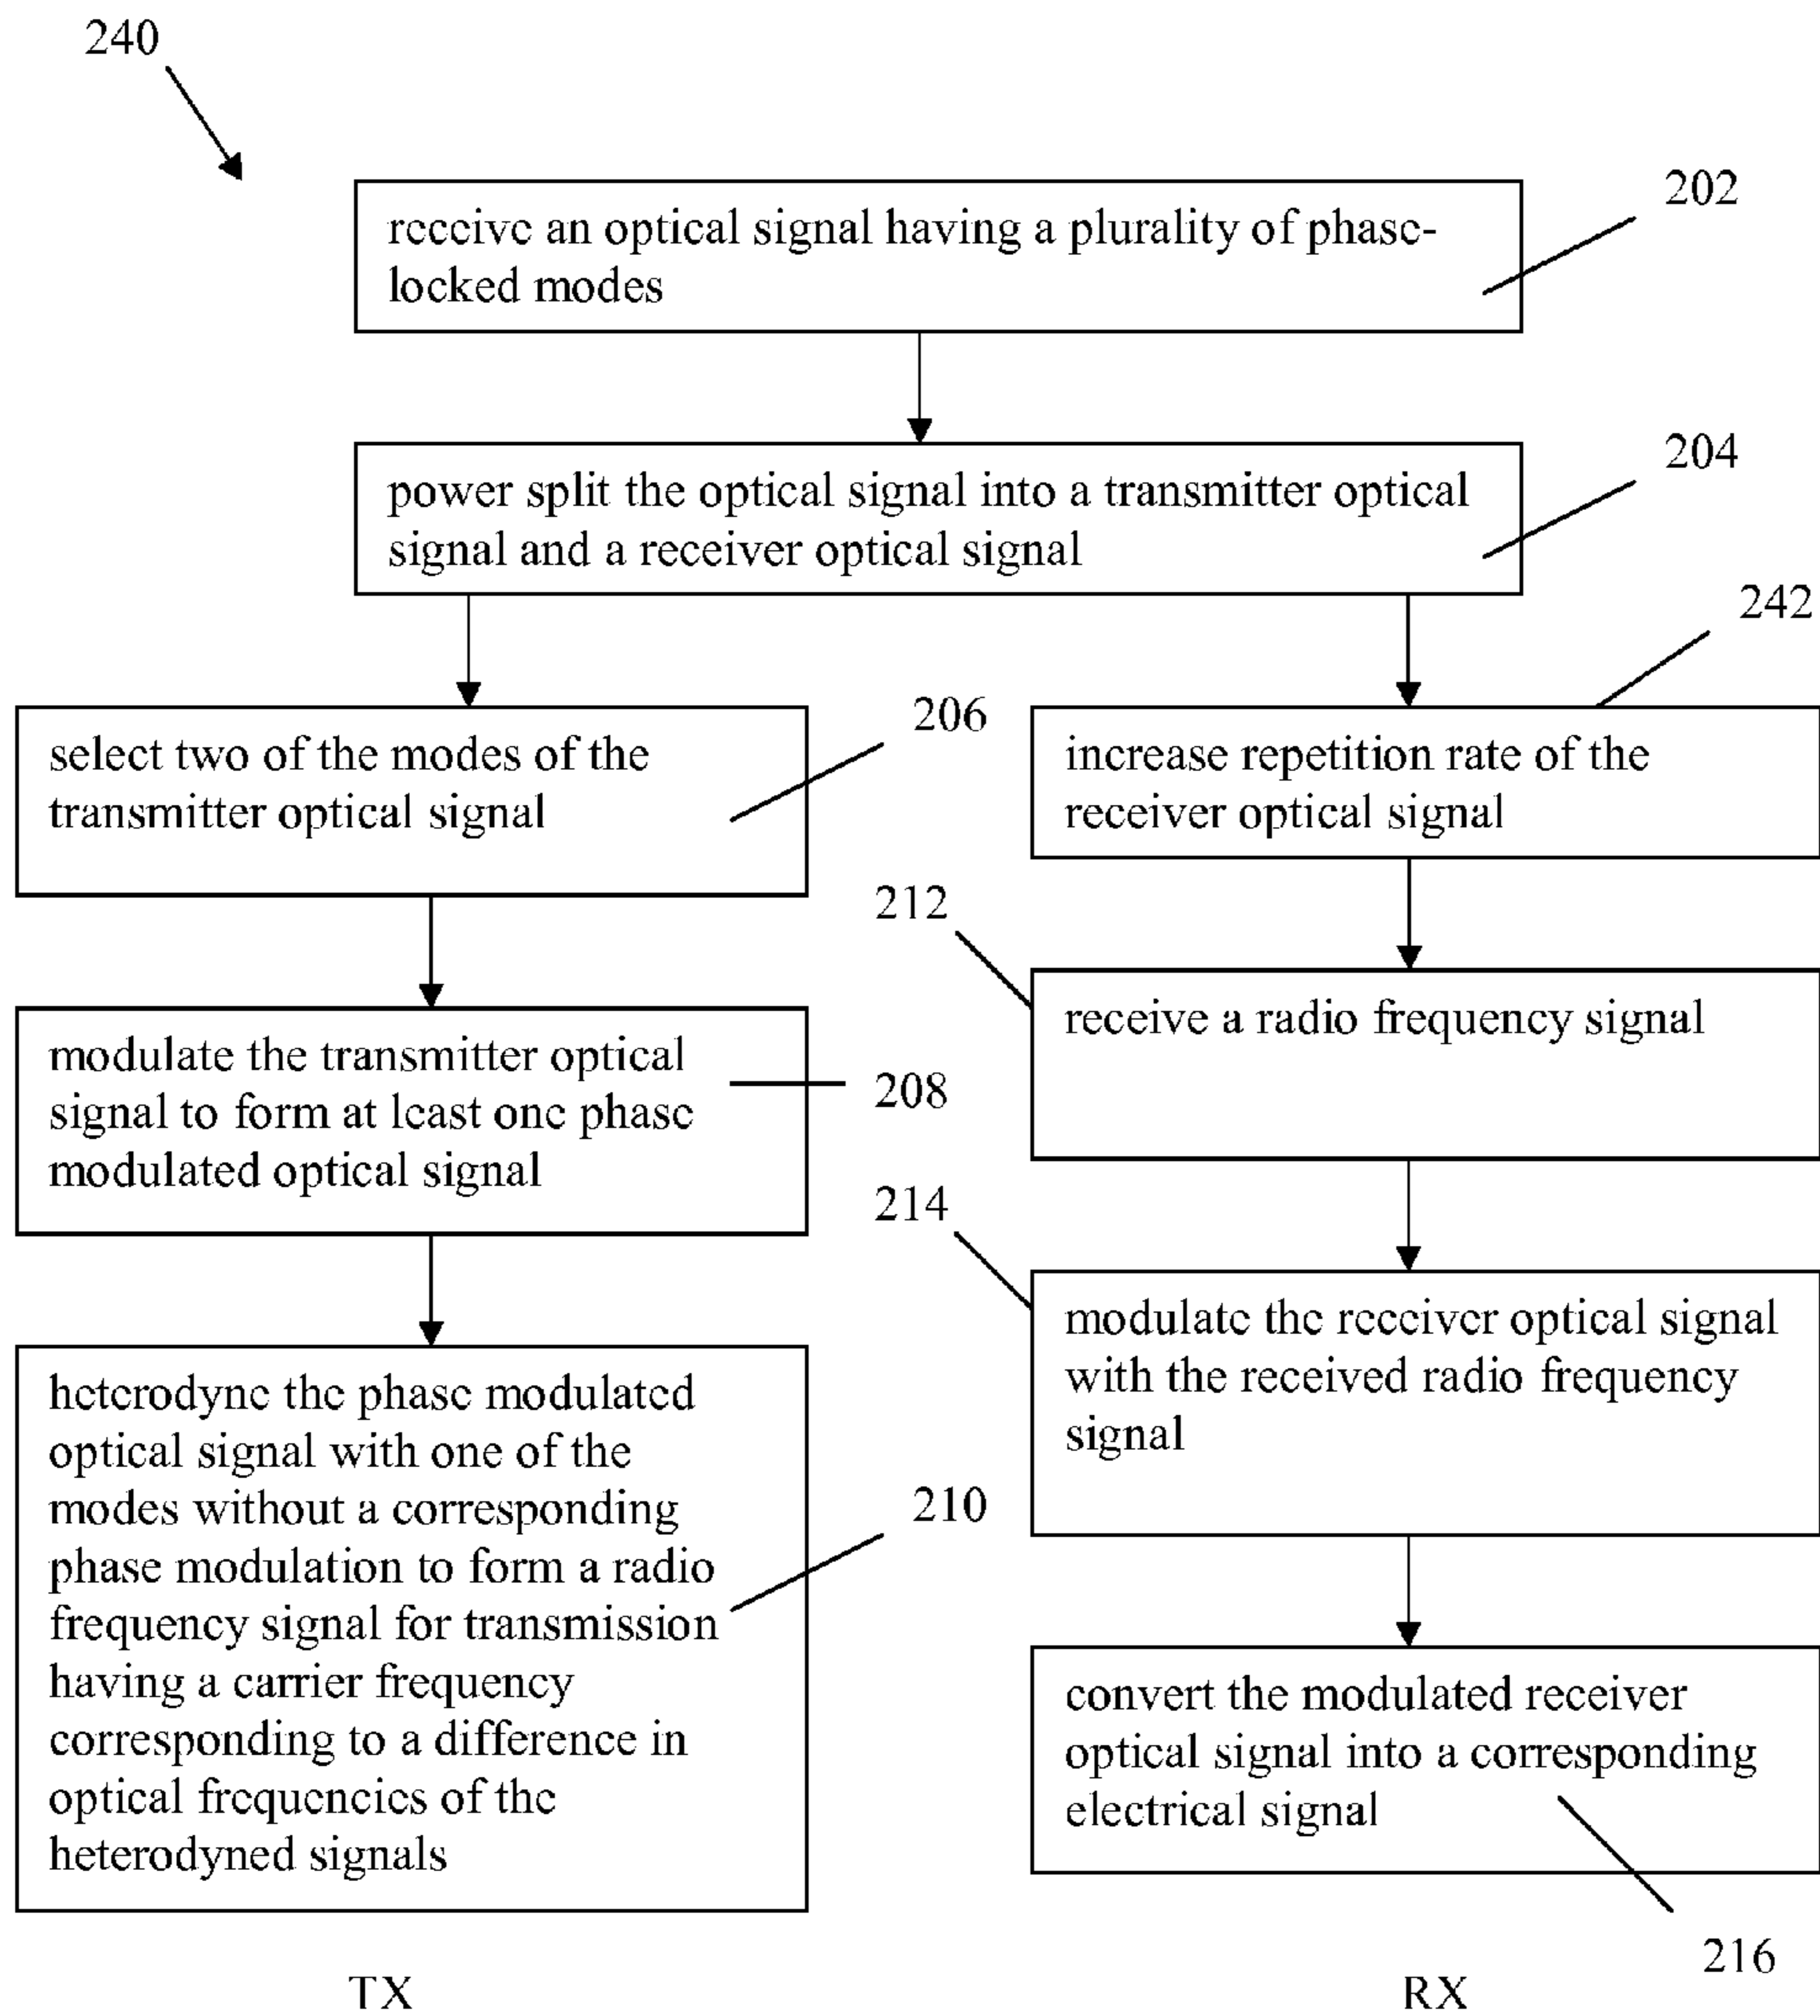 240
202
receive an optical signal having a plurality of phase-
locked modes
204
power split the optical signal into a transmitter optical
signal and a receiver optical signal
242
206
select two of the modes of the
transmitter optical signal
increase repetition rate of the
receiver optical signal
212
receive a radio frequency signal
modulate the transmitter optical
signal to form at least one phase
modulated optical signal
208
214
modulate the receiver optical signal
with the received radio frequency
signal
heterodyne the phase modulated
optical signal with one of the
modes without a corresponding
phase modulation to form a radio
frequency signal for transmission
having a carrier frequency
corresponding to a difference in
optical frequencies of the
heterodyned signals
210
convert the modulated receiver
optical signal into a corresponding
electrical signal
216
TX
RX